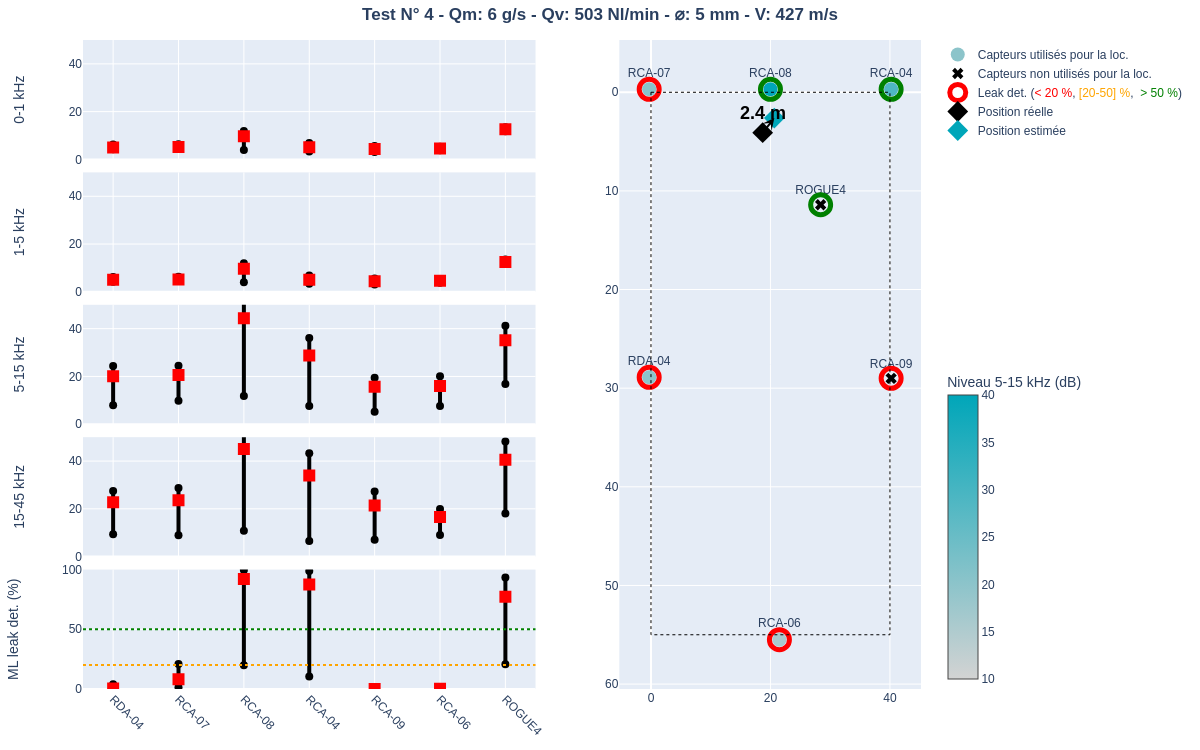 Test N° 4 - Qm: 6 g/s - Qv: 503 Nl/min - ⌀: 5 mm - V: 427 m/s
0-1 kHz
40
20
0
1-5 kHz
40
20
0
5-15 kHz
40
20
0
15-45 kHz
40
20
0
ML leak det. (%)
100
50
0
RDA-04
RCA-07
RCA-08
RCA-04
RCA-09
RCA-06
ROGUE4
RCA-07
RCA-08
RCA-04
2.4 m
ROGUE4
RDA-04
RCA-09
RCA-06
0
10
20
30
40
50
60
0
20
40
Capteurs utilisés pour la loc.
Capteurs non utilisés pour la loc.
Leak det. (< 20 %, [20-50] %,  > 50 %)
Position réelle
Position estimée
Niveau 5-15 kHz (dB)
40
35
30
25
20
15
10